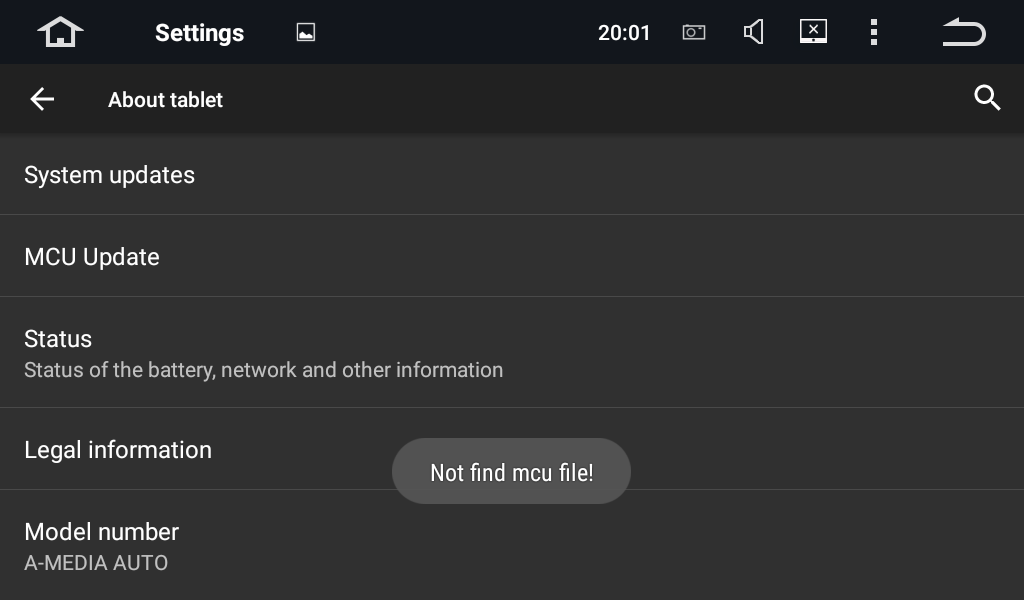 Settings
20:01
About tablet
System updates
MCU Update
Status
Status of the battery, network and other information
Legal information
Not find mcu file!
Model number
A-MEDIA AUTO